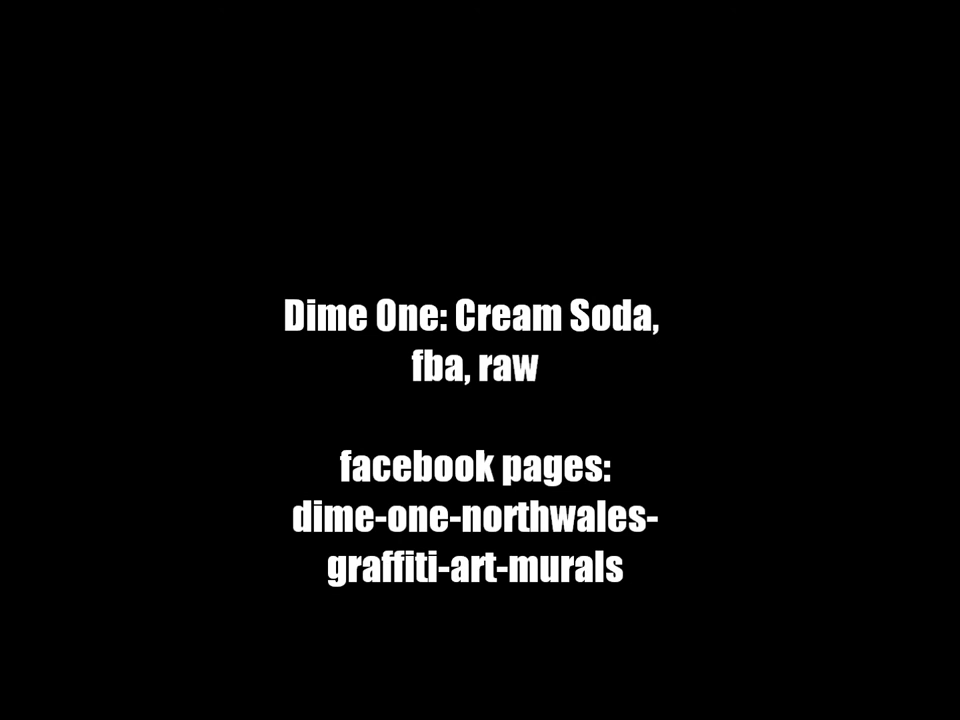 Dime One: Cream Soda,
fba, raw
facebook pages:
dime-one-northwales-
graffiti-art-murals